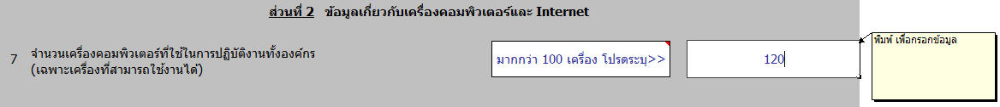 ส่วนที่ 2 ข้อมูลเกี่ยวกับเครื่องคอมพิวเตอร์และ Internet
7 จำนวนเครื่องคอมพิวเตอร์ที่ใช้ในการปฏิบัติงานทั้งองค์กร
(เฉพาะเครื่องที่สามารถใช้งานได้)
มากกว่า 100 เครื่อง โปรดระบุ>>
120
พิมพ์ เพื่อกรอกข้อมูล